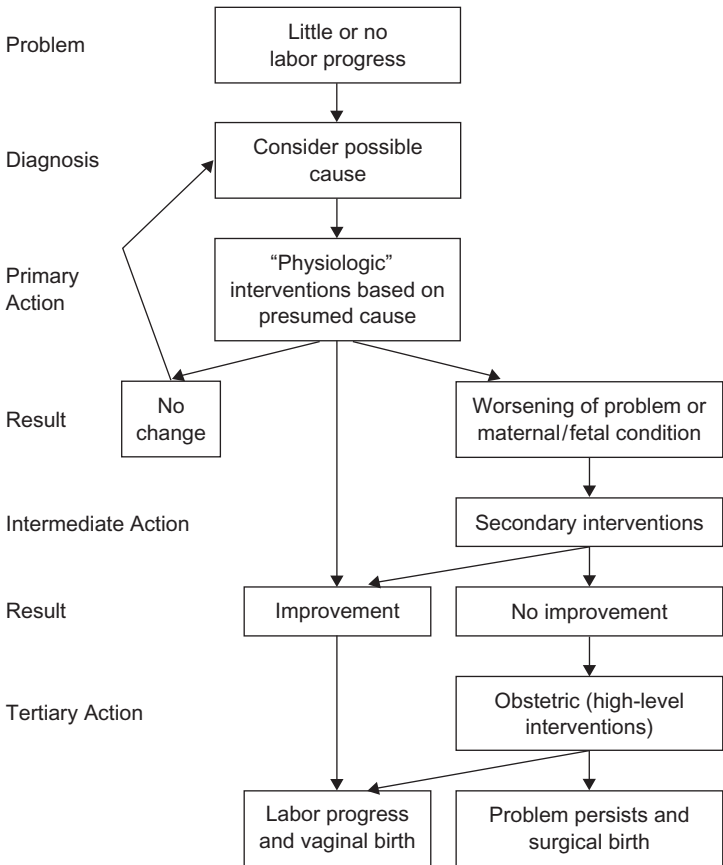 Problem
Little or no
labor progress
Diagnosis
Consider possible
cause
Primary
Action
“Physiologic”
interventions based on
presumed cause
Result
No
change
Worsening of problem or
maternal/fetal condition
Intermediate Action
Secondary interventions
Result
Improvement
No improvement
Tertiary Action
Obstetric (high-level
interventions)
Labor progress
and vaginal birth
Problem persists and
surgical birth